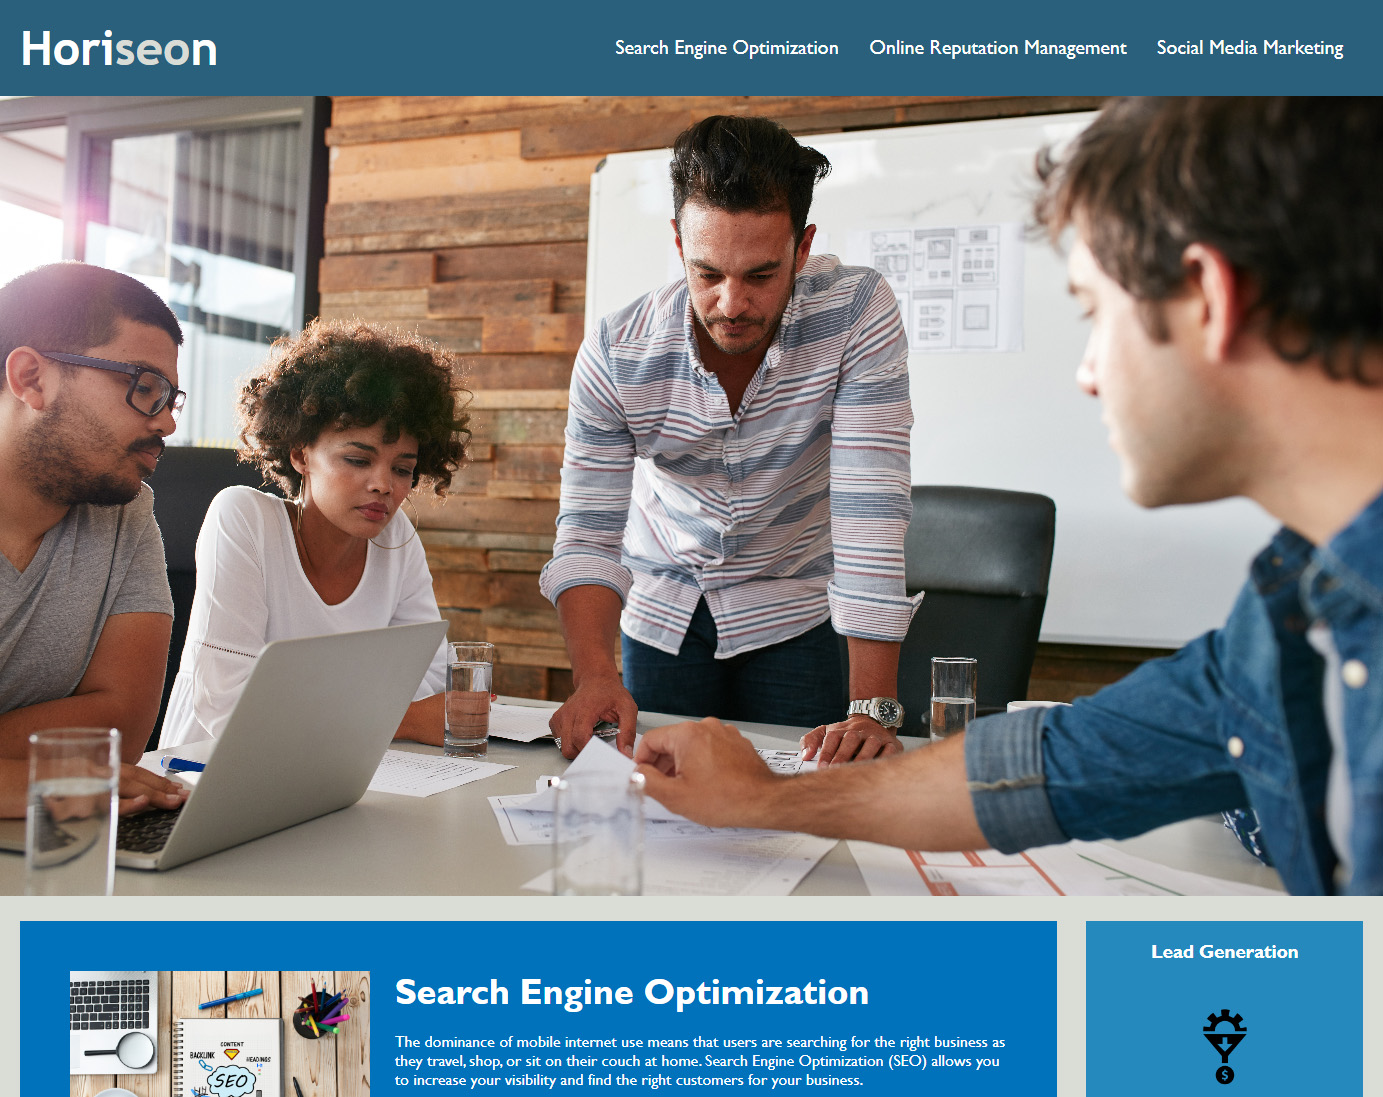 Horiseon
Search Engine Optimization
Online Reputation Management
Social Media Marketing
Search Engine Optimization
The dominance of mobile internet use means that users are searching for the right business as
they travel, shop, or sit on their couch at home. Search Engine Optimization (SEO) allows you
to increase your visibility and find the right customers for your business.
CONTENT
BACKLINK
HEADINGS
SEO
Lead Generation
$